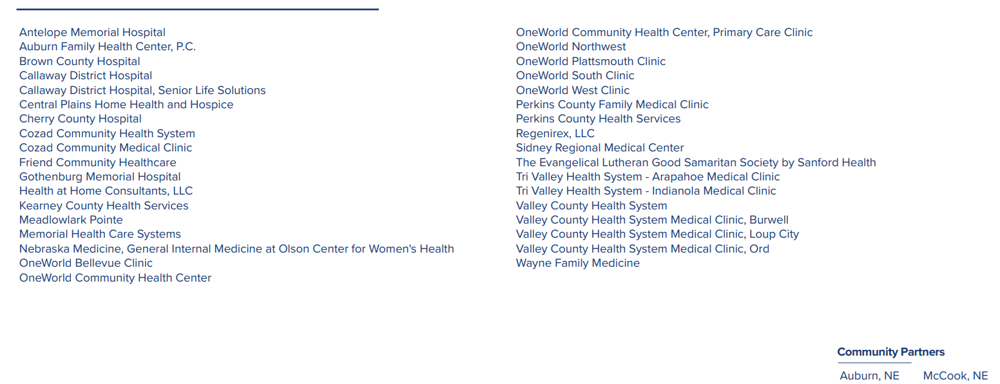 Antelope Memorial Hospital
Auburn Family Health Center, P.C.
Brown County Hospital
Callaway District Hospital
Callaway District Hospital, Senior Life Solutions
Central Plains Home Health and Hospice
Cherry County Hospital
Cozad Community Health System
Cozad Community Medical Clinic
Friend Community Healthcare
Gothenburg Memorial Hospital
Health at Home Consultants, LLC
Kearney County Health Services
Meadlowlark Pointe
Memorial Health Care Systems
Nebraska Medicine, General Internal Medicine at Olson Center for Women's Health
OneWorld Bellevue Clinic
OneWorld Community Health Center
OneWorld Community Health Center, Primary Care Clinic
OneWorld Northwest
OneWorld Plattsmouth Clinic
OneWorld South Clinic
OneWorld West Clinic
Perkins County Family Medical Clinic
Perkins County Health Services
Regenirex, LLC
Sidney Regional Medical Center
The Evangelical Lutheran Good Samaritan Society by Sanford Health
Tri Valley Health System - Arapahoe Medical Clinic
Tri Valley Health System - Indianola Medical Clinic
Valley County Health System
Valley County Health System Medical Clinic, Burwell
Valley County Health System Medical Clinic, Loup City
Valley County Health System Medical Clinic, Ord
Wayne Family Medicine
Community Partners
Auburn, NE McCook, NE